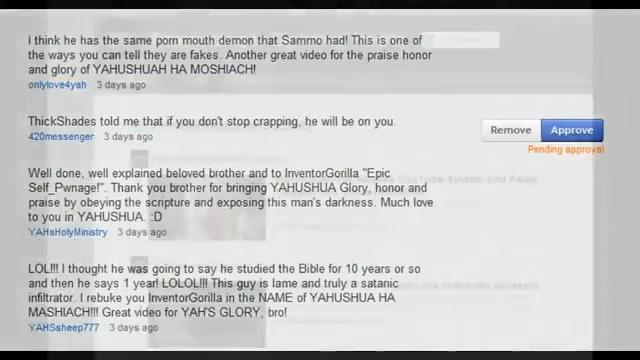 I think he has the same porn mouth demon that Sammo had! This is one of
the ways you can tell they are fakes. Another great video for the praise honor
and glory of YAHUSHUAH HA MOSHIACH!
onlylove4yah 3 days ago
ThickShades told me that if you don't stop crapping, he will be on you.
420messenger 3 days ago
Remove Approve
Pending approval
Well done, well explained beloved brother and to InventorGorilla "Epic
Self_Pwnage!". Thank you brother for bringing YAHUSHUA Glory, honor and
praise by obeying the scripture and exposing this man's darkness. Much love
to you in YAHUSHUA. :D
YAHsHolyMinistry 3 days ago
LOL!!! I thought he was going to say he studied the Bible for 10 years or so
and then he says 1 year! LOLOL!!! This guy is lame and truly a satanic
infiltrator. I rebuke you InventorGorilla in the NAME of YAHUSHUA HA
MASHIACH!!! Great video for YAH'S GLORY, bro!
YAHSsheep777 3 days ago